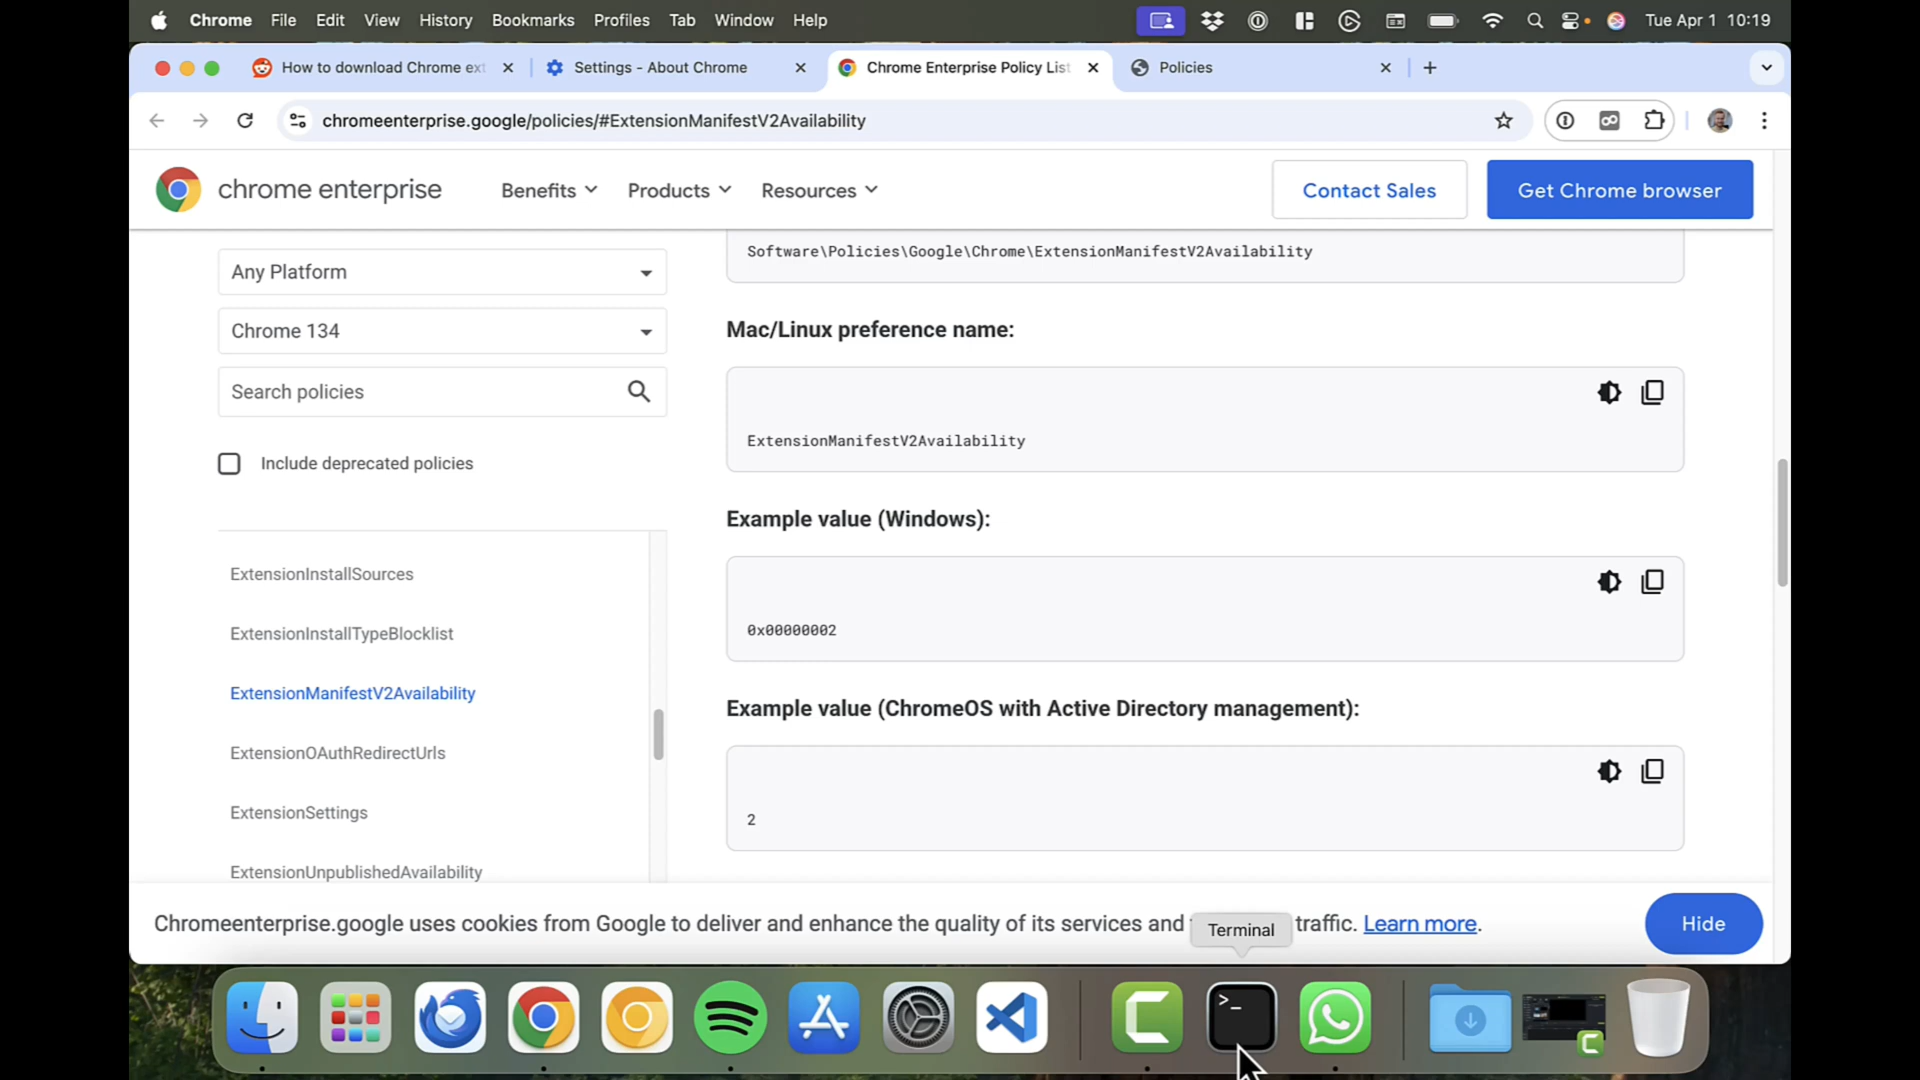 Chrome File Edit View History Bookmarks Profiles Tab Window Help Tue Apr 1 10:19
How to download Chrome ext Settings - About Chrome Chrome Enterprise Policy List Policies
chromeenterprise.google/policies/#ExtensionManifestV2Availability
chrome enterprise Benefits Products Resources Contact Sales Get Chrome browser
Any Platform
Chrome 134
Search policies
Include deprecated policies
ExtensionInstallSources
ExtensionInstallTypeBlocklist
ExtensionManifestV2Availability
ExtensionOAuthRedirectUrls
ExtensionSettings
ExtensionUnpublishedAvailability
Software\Policies\Google\Chrome\ExtensionManifestV2Availability
Mac/Linux preference name:
ExtensionManifestV2Availability
Example value (Windows):
0x00000002
Example value (ChromeOS with Active Directory management):
2
Chromeenterprise.google uses cookies from Google to deliver and enhance the quality of its services and traffic. Learn more.
Hide
Terminal
>_